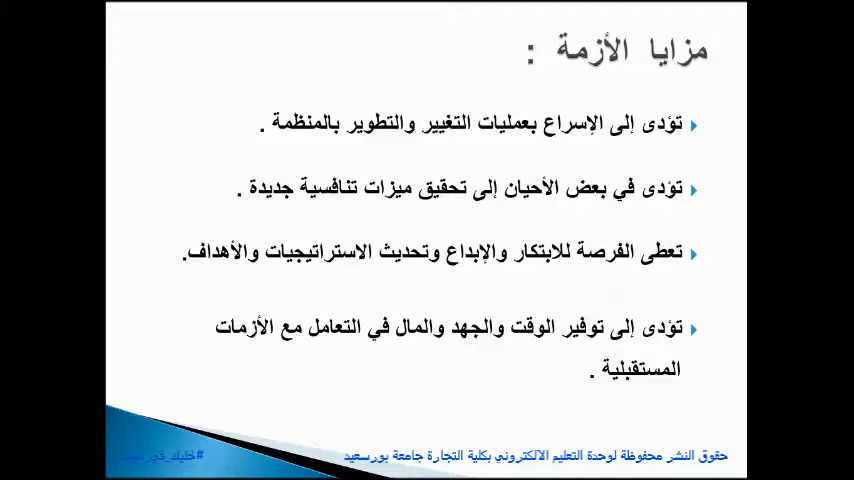 مزايا الأزمة :
تؤدى إلى الإسراع بعمليات التغيير والتطوير بالمنظمة .
تؤدى في بعض الأحيان إلى تحقيق ميزات تنافسية جديدة .
تعطى الفرصة للابتكار والإبداع وتحديث الاستراتيجيات والأهداف.
تؤدى إلى توفير الوقت والجهد والمال في التعامل مع الأزمات
المستقبلية .
حقوق النشر محفوظة لوحدة التعليم الالكتروني بكلية التجارة جامعة بورسعيد
#خليك_في